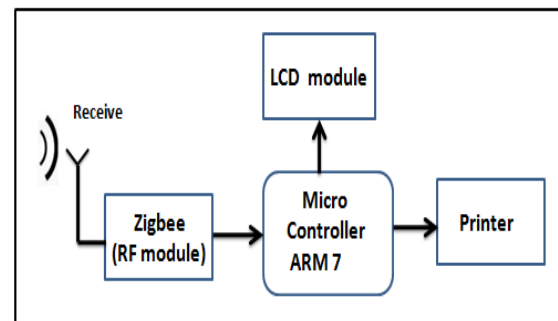 LCD module
Receive
Zigbee
(RF module)
Micro
Controller
ARM 7
Printer